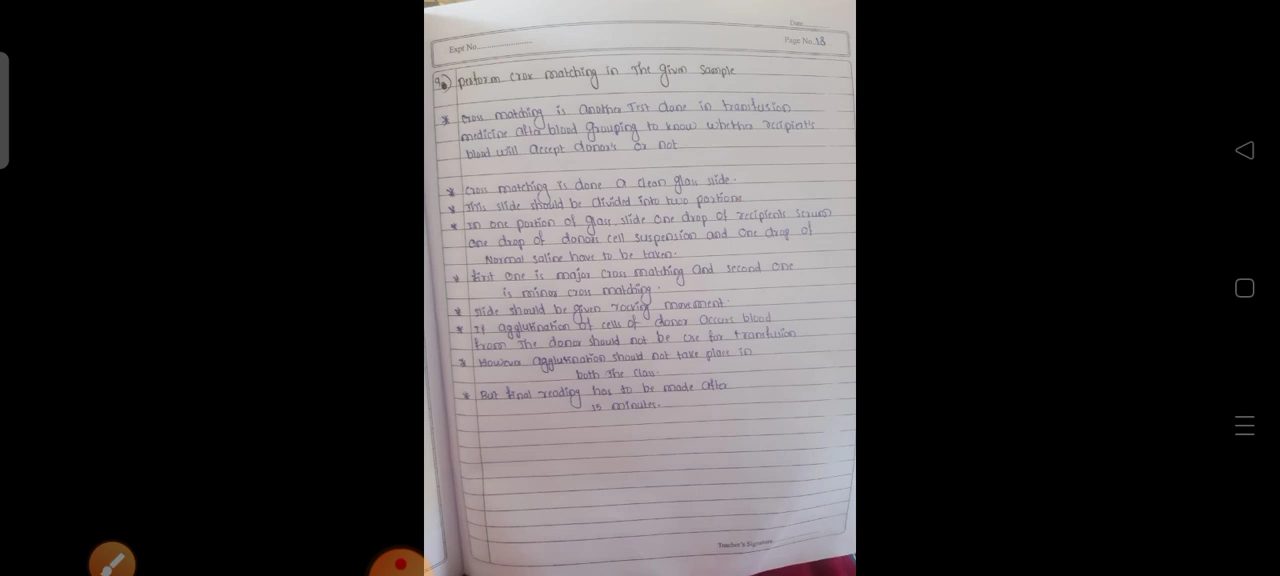 Date
Expt No....................
Page No. 18
9a) perform crox matching in The given sample
* Cross matching is another Test done in transfusion
medicine after blood grouping to know whether recipient's
blood will accept donor's or not
* Cross matching is done a clean glass slide.
* This slide should be divided into two portions
* in one portion of glass slide one drop of recipients serum
one drop of donors cell suspension and one drop of
Normal saline have to be taken.
* first one is major cross matching and second one
is minor cross matching.
* slide should be given roving movement.
* If agglutination of cells of donor occurs blood
from The donor should not be use for transfusion
* However agglutination should not take place in
both The class.
* But final reading has to be made after
15 minutes.
Teacher's Signature